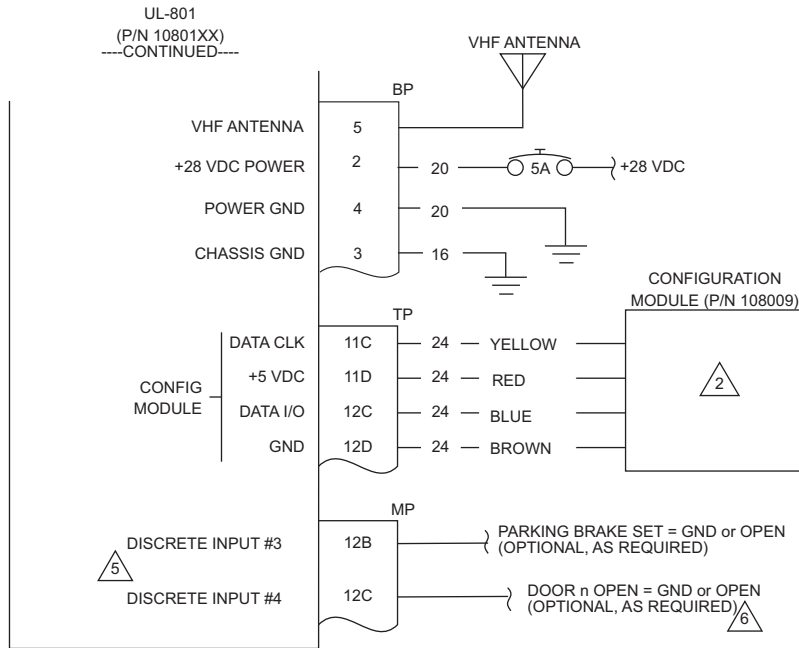 UL-801
(P/N 10801XX)
----CONTINUED----
VHF ANTENNA
BP
VHF ANTENNA 5
+28 VDC POWER 2 20 5A +28 VDC
POWER GND 4 20
CHASSIS GND 3 16
CONFIGURATION
MODULE (P/N 108009)
TP
DATA CLK 11C 24 YELLOW
+5 VDC 11D 24 RED
CONFIG
MODULE
2
DATA I/O 12C 24 BLUE
GND 12D 24 BROWN
MP
DISCRETE INPUT #3 12B PARKING BRAKE SET = GND or OPEN
(OPTIONAL, AS REQUIRED)
5
DISCRETE INPUT #4 12C DOOR n OPEN = GND or OPEN
(OPTIONAL, AS REQUIRED)
6